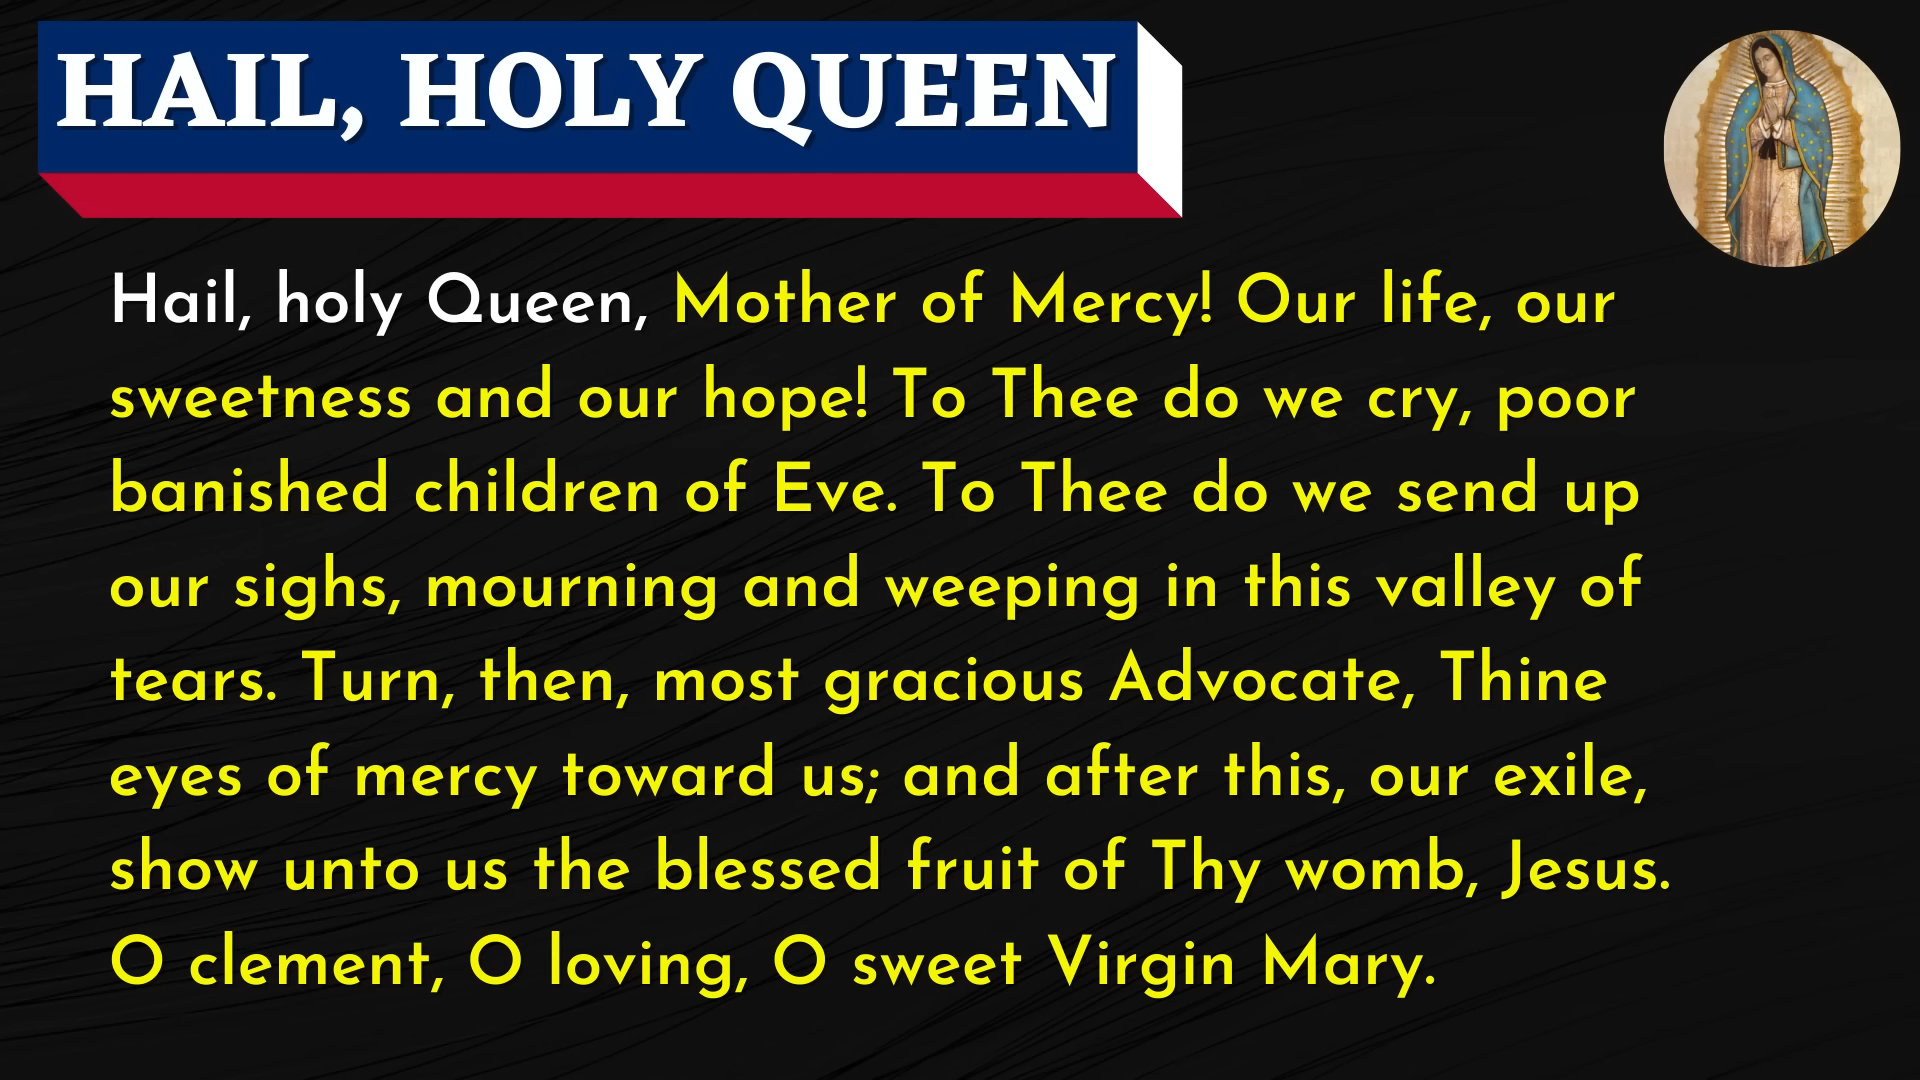 HAIL, HOLY QUEEN
Hail, holy Queen, Mother of Mercy! Our life, our
sweetness and our hope! To Thee do we cry, poor
banished children of Eve. To Thee do we send up
our sighs, mourning and weeping in this valley of
tears. Turn, then, most gracious Advocate, Thine
eyes of mercy toward us; and after this, our exile,
show unto us the blessed fruit of Thy womb, Jesus.
O clement, O loving, O sweet Virgin Mary.